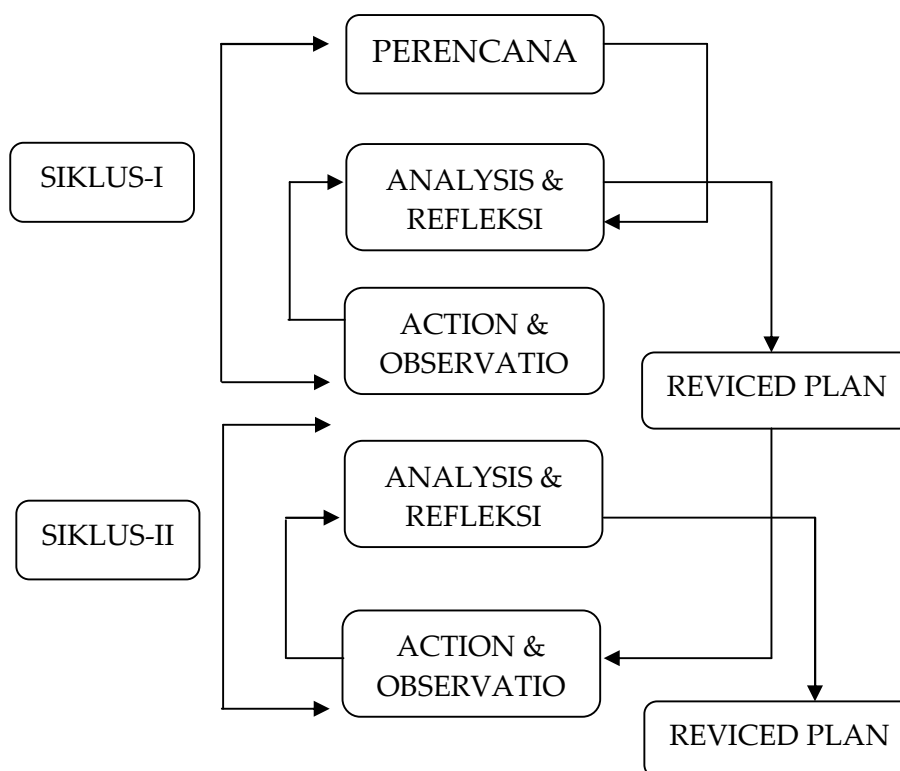 PERENCANA
SIKLUS-I
ANALYSIS &
REFLEKSI
ACTION &
OBSERVATIO
REVICED PLAN
ANALYSIS &
REFLEKSI
SIKLUS-II
ACTION &
OBSERVATIO
REVICED PLAN